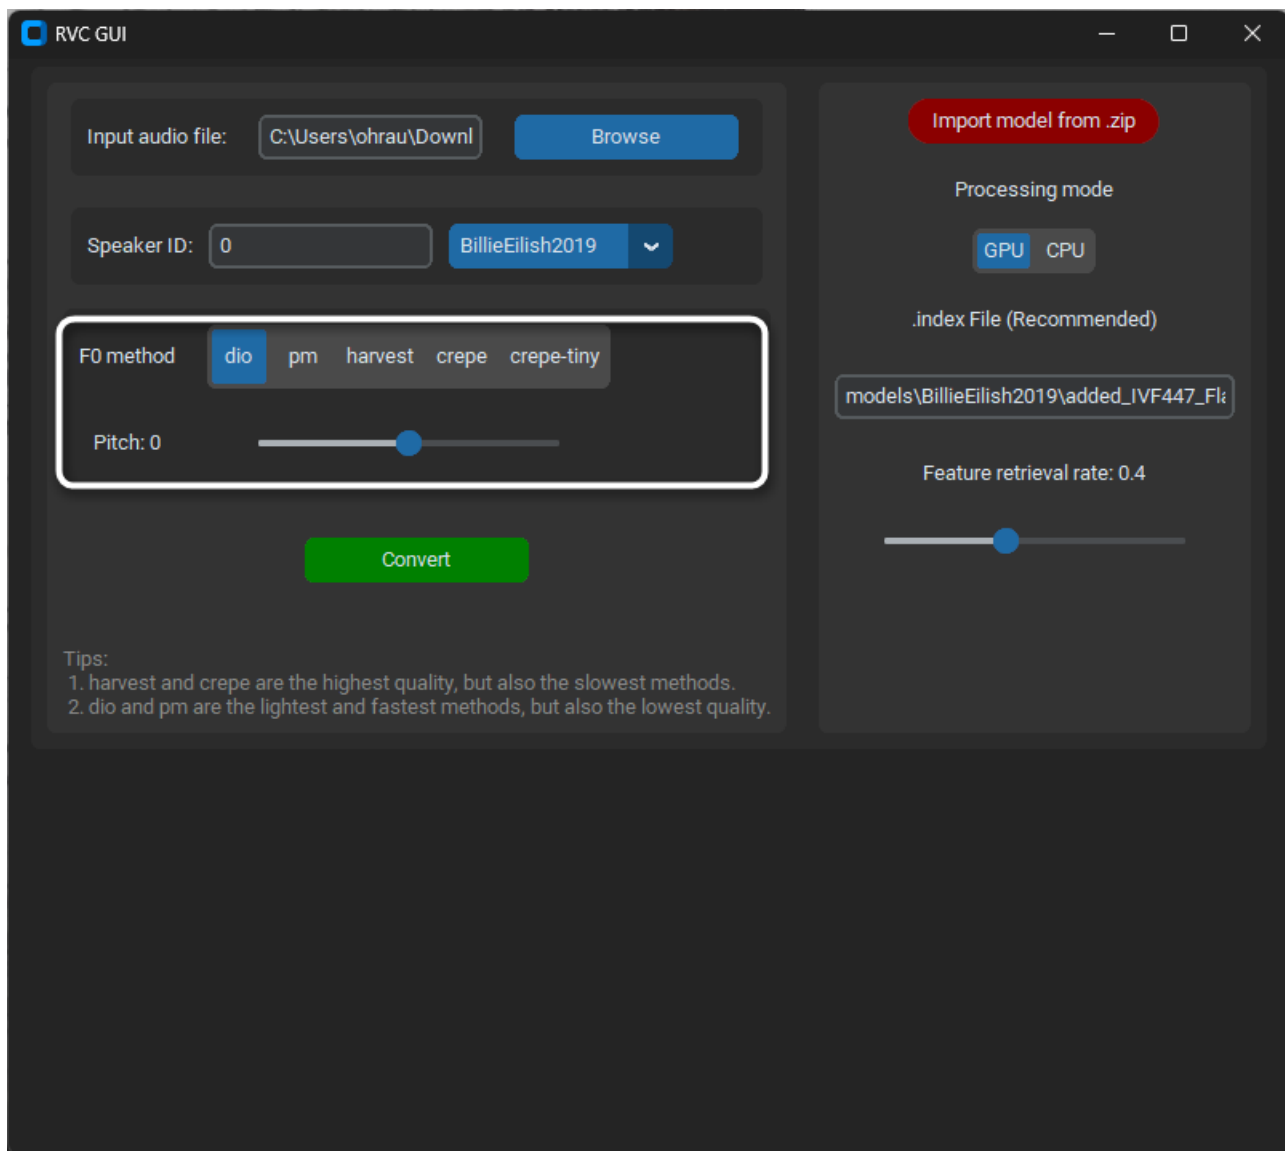 RVC GUI
Input audio file: C:\Users\ohrau\Downl Browse
Speaker ID: 0 BillieEilish2019
F0 method dio pm harvest crepe crepe-tiny
Pitch: 0
Convert
Tips:
1. harvest and crepe are the highest quality, but also the slowest methods.
2. dio and pm are the lightest and fastest methods, but also the lowest quality.
Import model from .zip
Processing mode
GPU CPU
.index File (Recommended)
models\BillieEilish2019\added_IVF447_Fla
Feature retrieval rate: 0.4